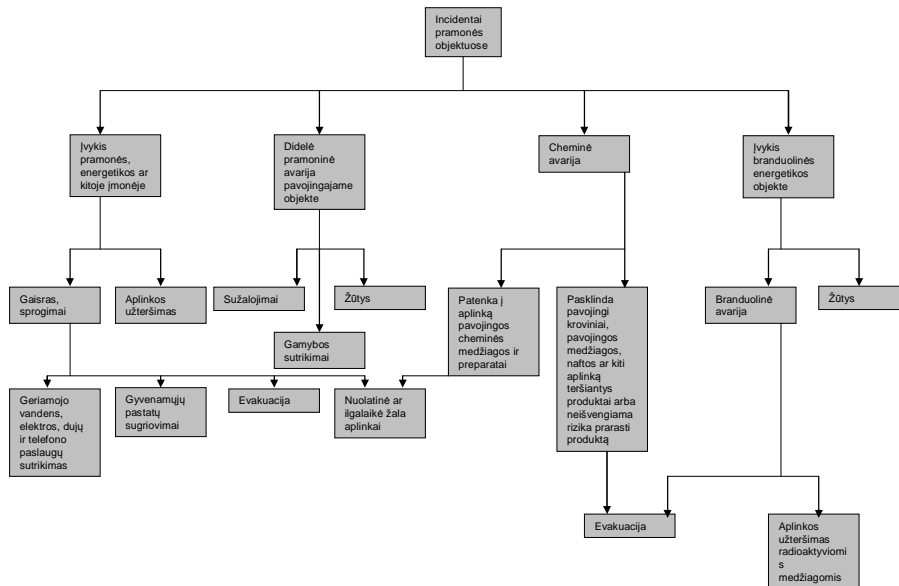 Incidentai
pramonės
objektuose
Įvykis
pramonės,
energetikos ar
kitoje įmonėje
Didelė
pramoninė
avarija
pavojingajame
objekte
Cheminė
avarija
Įvykis
branduolinės
energetikos
objekte
Gaisras,
sprogimai
Aplinkos
užteršimas
Sužalojimai
Žūtys
Patenka į
aplinką
pavojingos
cheminės
medžiagos ir
preparatai
Pasklinda
pavojingi
kroviniai,
pavojingos
medžiagos,
naftos ar kiti
aplinką
teršiantys
produktai arba
neišvengiama
rizika prarasti
produktą
Branduolinė
avarija
Žūtys
Gamybos
sutrikimai
Geriamojo
vandens,
elektros, dujų
ir telefono
paslaugų
sutrikimas
Gyvenamųjų
pastatų
sugriovimai
Evakuacija
Nuolatinė ar
ilgalaikė žala
aplinkai
Evakuacija
Aplinkos
užteršimas
radioaktyviomi
s
medžiagomis